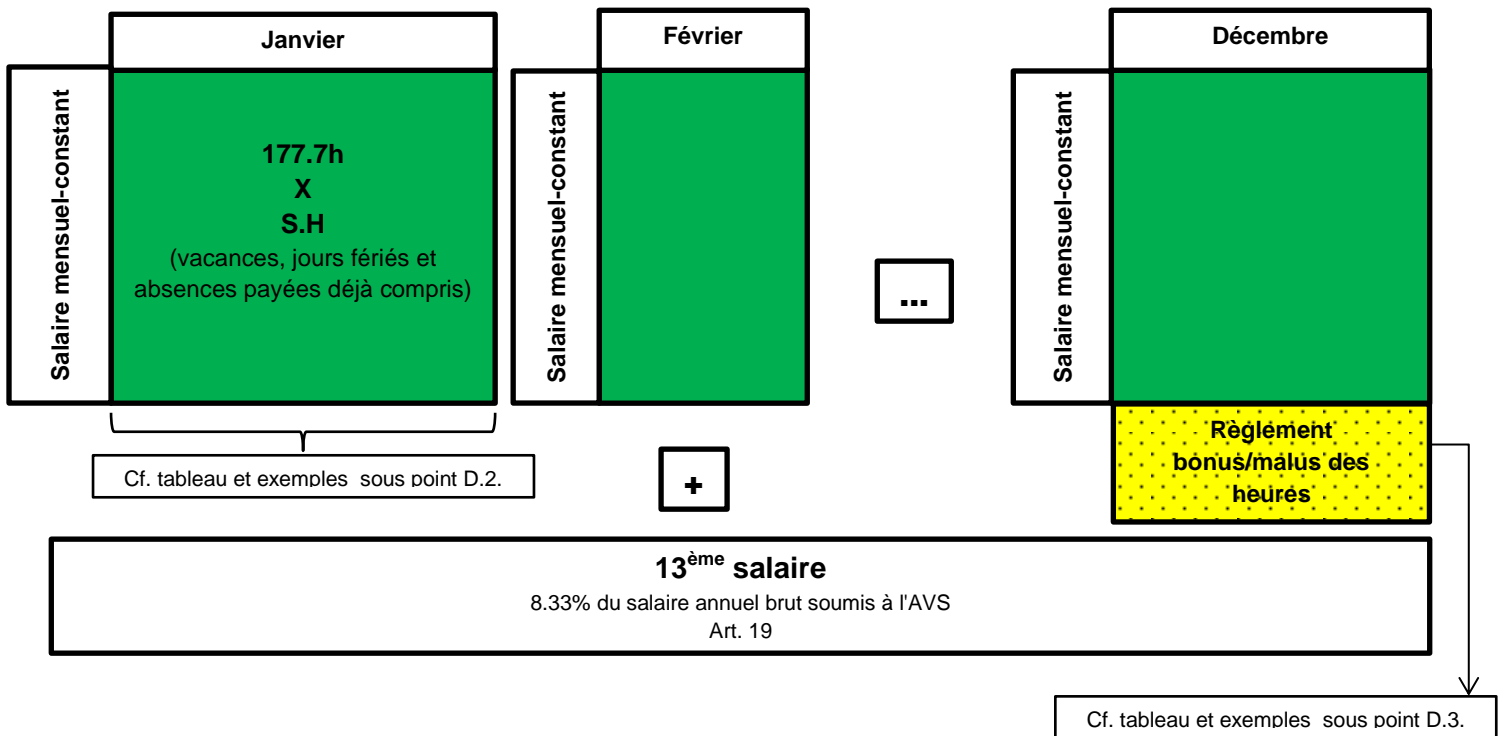 Janvier
Février
Décembre
Salaire mensuel-constant
177.7h
X
S.H
(vacances, jours fériés et
absences payées déjà compris)
Salaire mensuel-constant
...
Salaire mensuel-constant
Règlement
bonus/malus des
heures
Cf. tableau et exemples sous point D.2.
+
13ème salaire
8.33% du salaire annuel brut soumis à l'AVS
Art. 19
Cf. tableau et exemples sous point D.3.